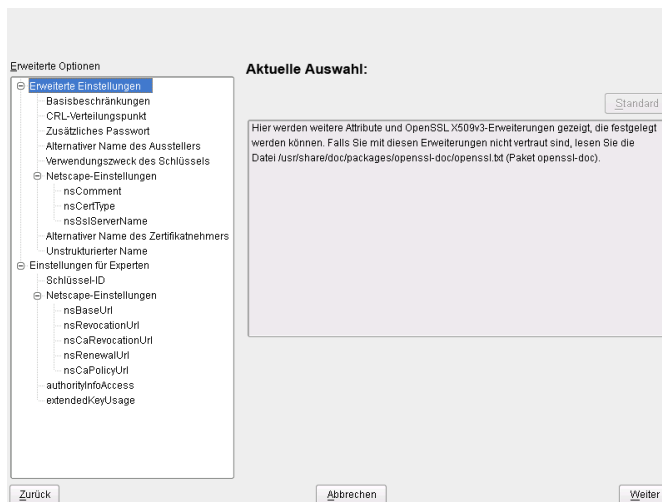 Erweiterte Optionen
Erweiterte Einstellungen
Basisbeschränkungen
CRL-Verteilungspunkt
Zusätzliches Passwort
Alternativer Name des Ausstellers
Verwendungszweck des Schlüssels
Netscape-Einstellungen
nsComment
nsCertType
nsSslServerName
Alternativer Name des Zertifikatnehmers
Unstrukturierter Name
Einstellungen für Experten
Schlüssel-ID
Netscape-Einstellungen
nsBaseUrl
nsRevocationUrl
nsCaRevocationUrl
nsRenewalUrl
nsCaPolicyUrl
authorityInfoAccess
extendedKeyUsage
Aktuelle Auswahl:
Standard
Hier werden weitere Attribute und OpenSSL X509v3-Erweiterungen gezeigt, die festgelegt
werden können. Falls Sie mit diesen Erweiterungen nicht vertraut sind, lesen Sie die
Datei /usr/share/doc/packages/openssl-doc/openssl.txt (Paket openssl-doc).
Zurück
Abbrechen
Weiter